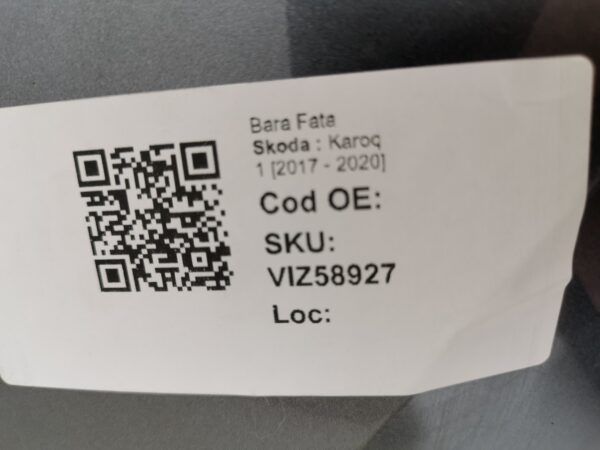 Bara Fata
Skoda : Karoq
1 [2017 - 2020]
Cod OE:
SKU:
VIZ58927
Loc: